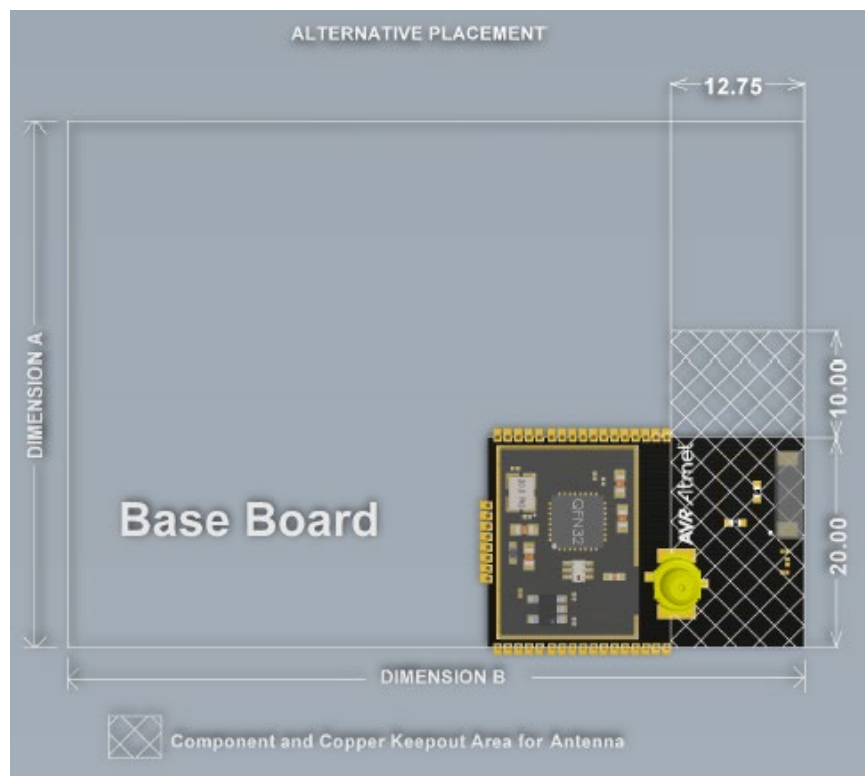 ALTERNATIVE PLACEMENT
12.75
DIMENSION A
10.00
AVR Atmel
QFN32
Base Board
20.00
DIMENSION B
Component and Copper Keepout Area for Antenna